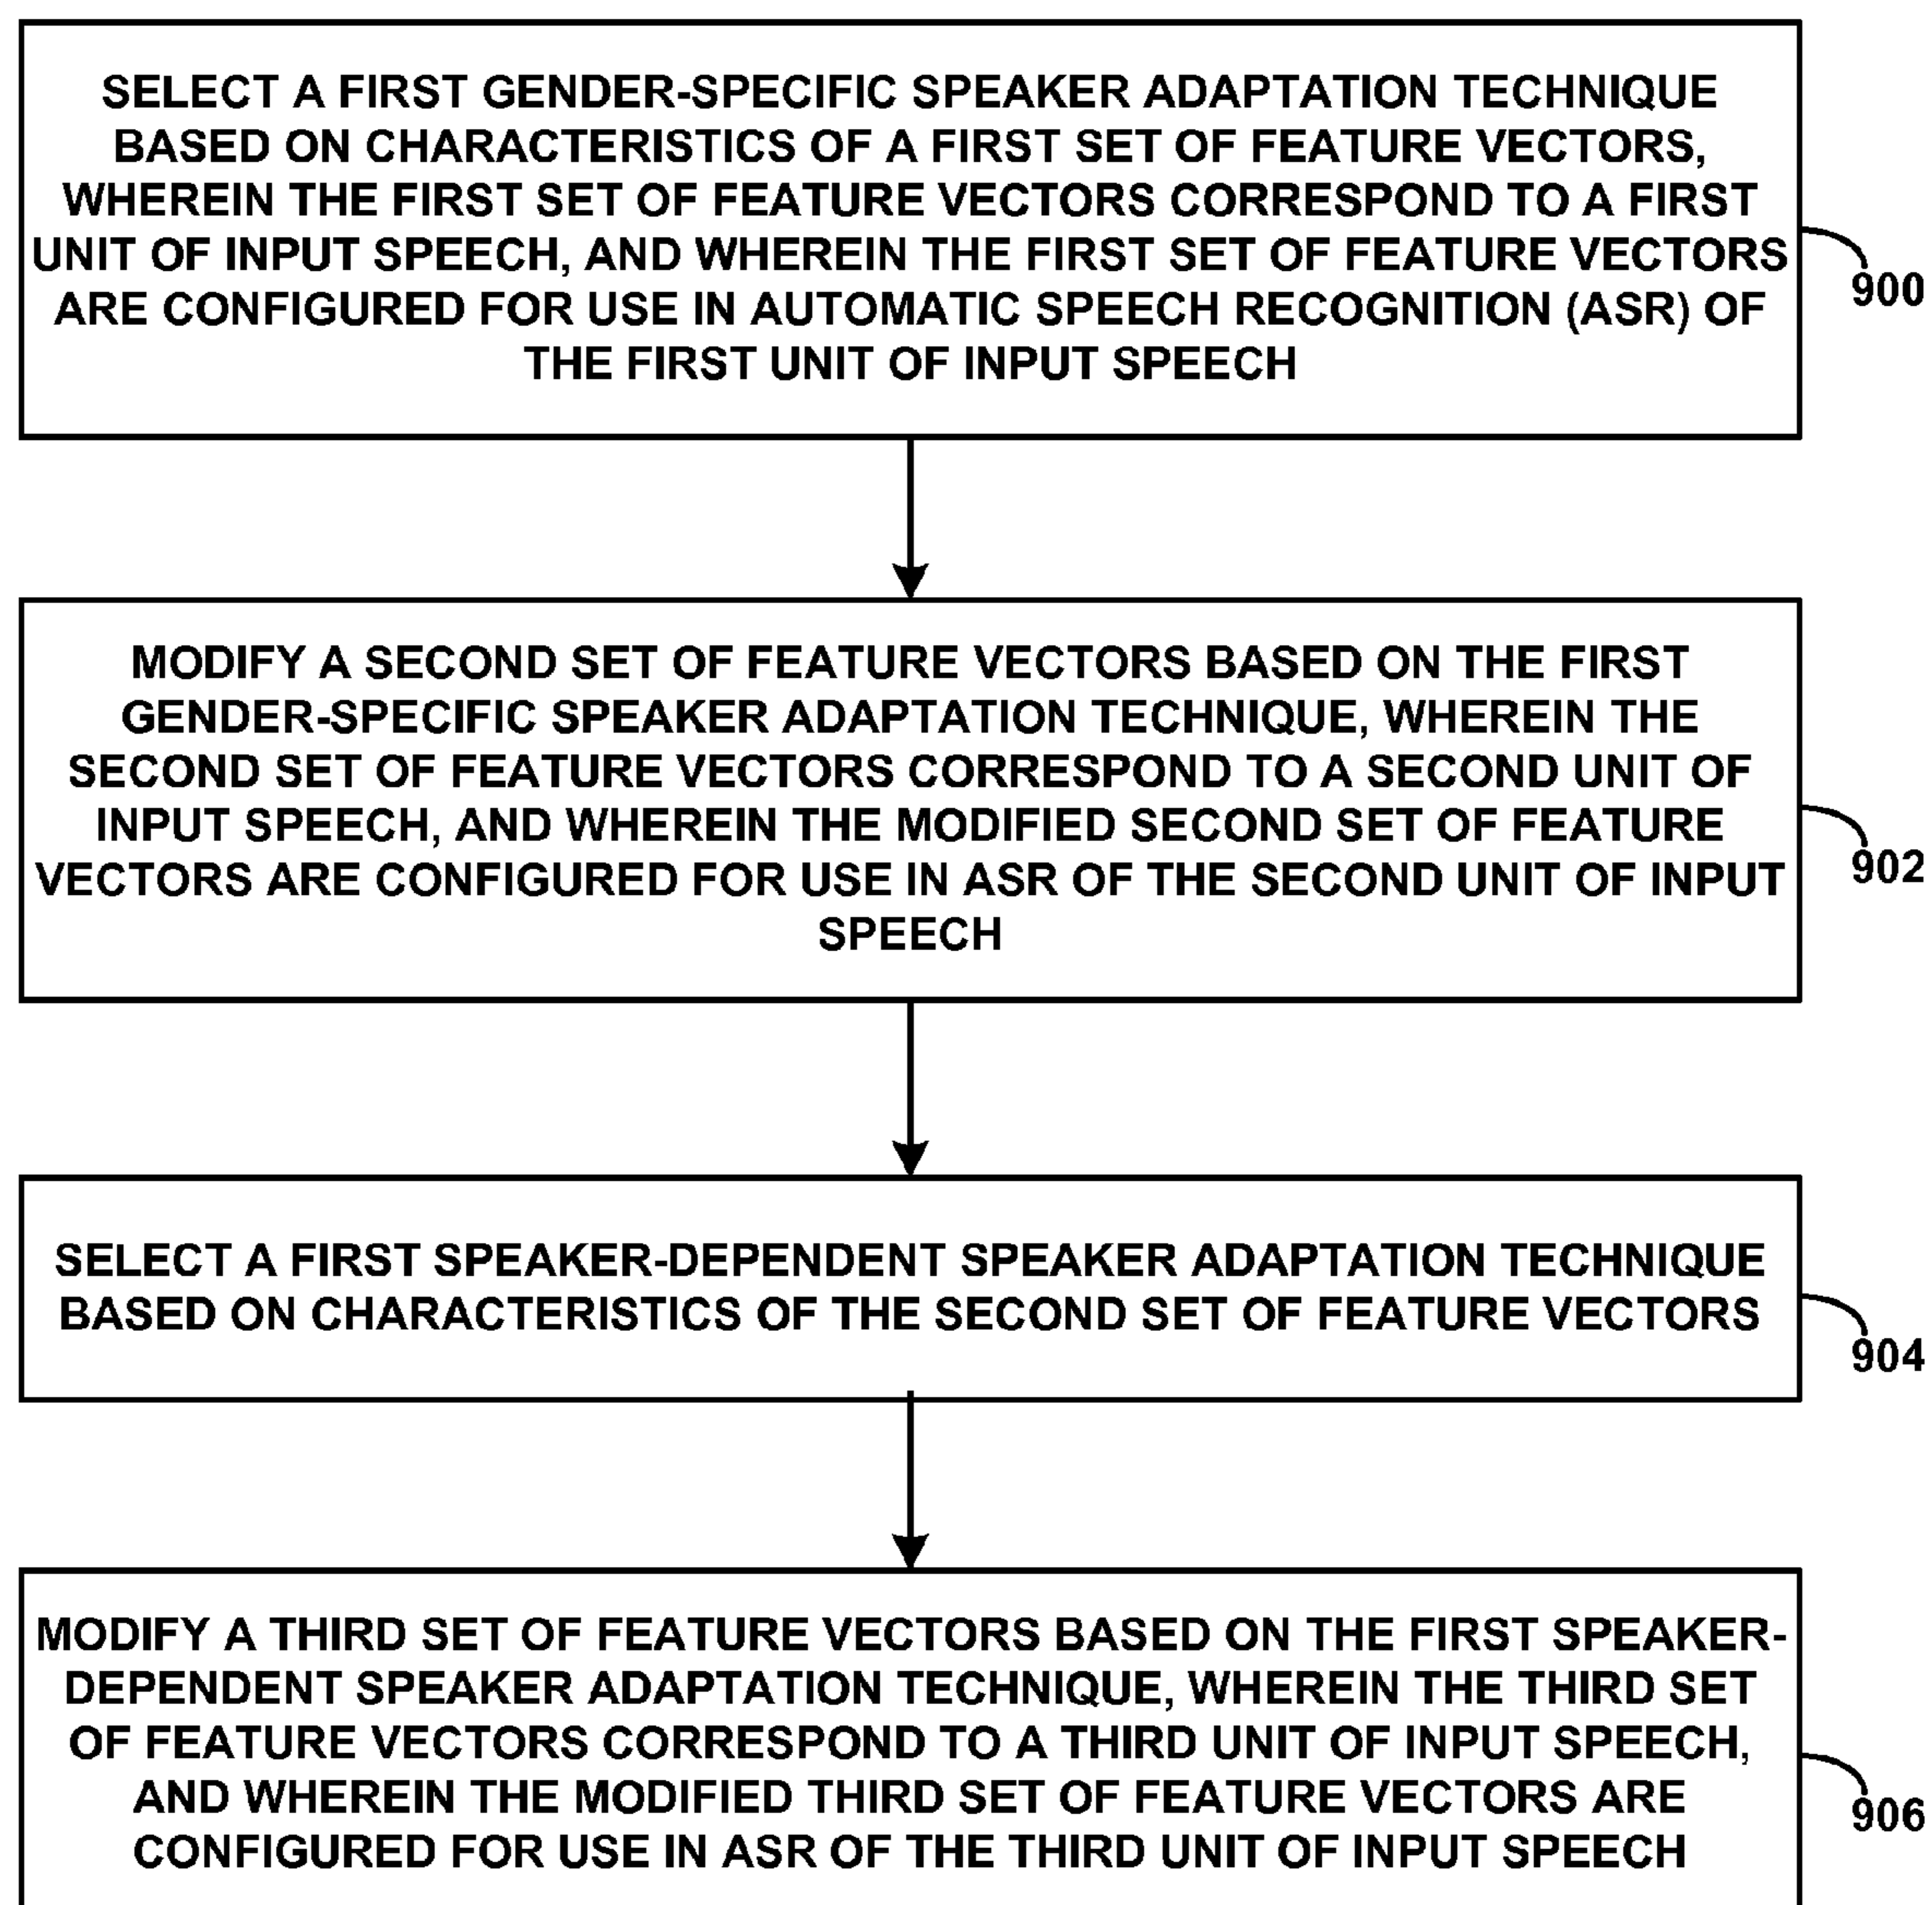 SELECT A FIRST GENDER-SPECIFIC SPEAKER ADAPTATION TECHNIQUE
BASED ON CHARACTERISTICS OF A FIRST SET OF FEATURE VECTORS,
WHEREIN THE FIRST SET OF FEATURE VECTORS CORRESPOND TO A FIRST
UNIT OF INPUT SPEECH, AND WHEREIN THE FIRST SET OF FEATURE VECTORS
ARE CONFIGURED FOR USE IN AUTOMATIC SPEECH RECOGNITION (ASR) OF
THE FIRST UNIT OF INPUT SPEECH
900
MODIFY A SECOND SET OF FEATURE VECTORS BASED ON THE FIRST
GENDER-SPECIFIC SPEAKER ADAPTATION TECHNIQUE, WHEREIN THE
SECOND SET OF FEATURE VECTORS CORRESPOND TO A SECOND UNIT OF
INPUT SPEECH, AND WHEREIN THE MODIFIED SECOND SET OF FEATURE
VECTORS ARE CONFIGURED FOR USE IN ASR OF THE SECOND UNIT OF INPUT
SPEECH
902
SELECT A FIRST SPEAKER-DEPENDENT SPEAKER ADAPTATION TECHNIQUE
BASED ON CHARACTERISTICS OF THE SECOND SET OF FEATURE VECTORS
904
MODIFY A THIRD SET OF FEATURE VECTORS BASED ON THE FIRST SPEAKER-
DEPENDENT SPEAKER ADAPTATION TECHNIQUE, WHEREIN THE THIRD SET
OF FEATURE VECTORS CORRESPOND TO A THIRD UNIT OF INPUT SPEECH,
AND WHEREIN THE MODIFIED THIRD SET OF FEATURE VECTORS ARE
CONFIGURED FOR USE IN ASR OF THE THIRD UNIT OF INPUT SPEECH
906